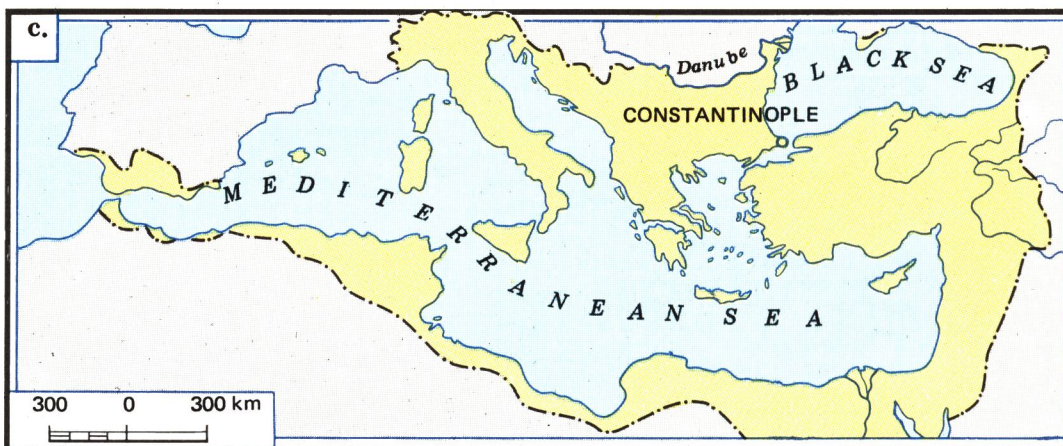 c.
Danube
BLACK SEA
CONSTANTINOPLE
MEDITERRANEAN SEA
300 0 300 km